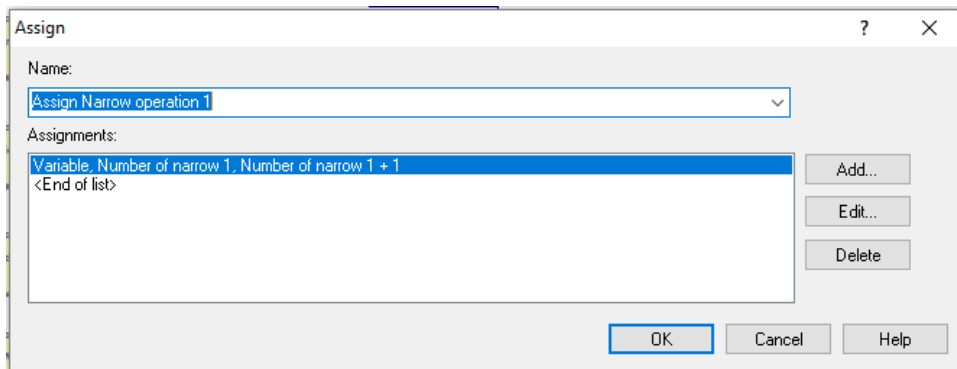 Assign
?
Name:
Assign Narrow operation 1
Assignments:
Variable, Number of narrow 1, Number of narrow 1 + 1
<End of list>
Add...
Edit...
Delete
OK
Cancel
Help